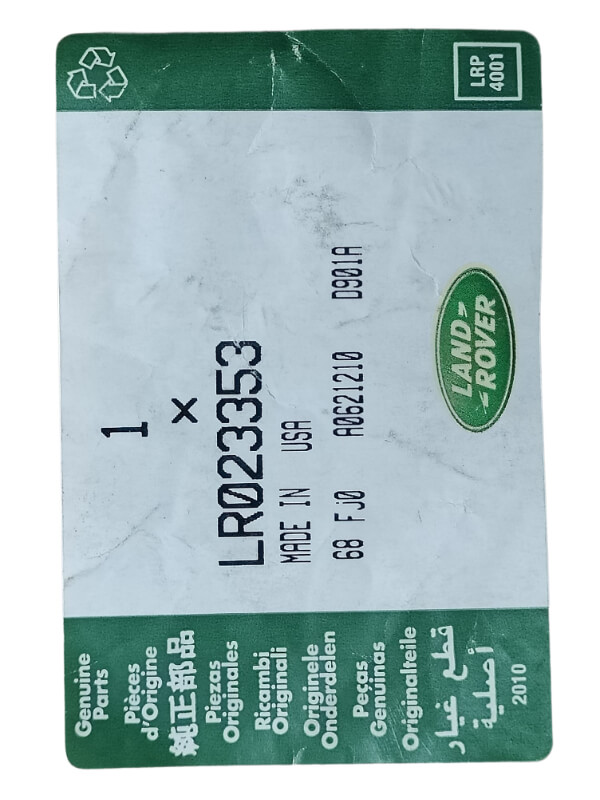 Genuine
Parts
Pièces
d'Origine
純正部品
Piezas
Originales
Ricambi
Originali
Originele
Onderdelen
Peças
Genuínas
Originalteile
قطع غيار
أصلية
2010
1
×
LR023353
MADE IN USA
68 FJ0 A0621210 D901A
LAND
ROVER
LRP
4001